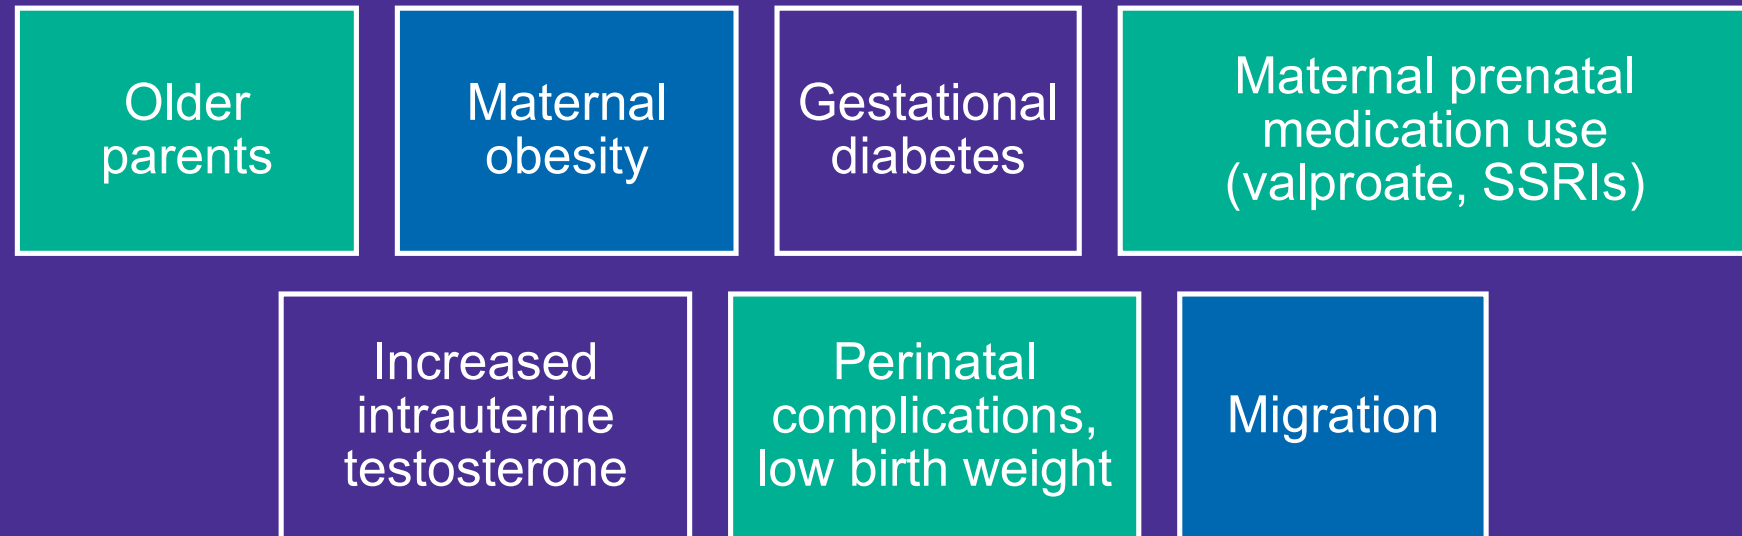 Older
parents
Maternal
obesity
Gestational
diabetes
Maternal prenatal
medication use
(valproate, SSRIs)
Increased
intrauterine
testosterone
Perinatal
complications,
low birth weight
Migration